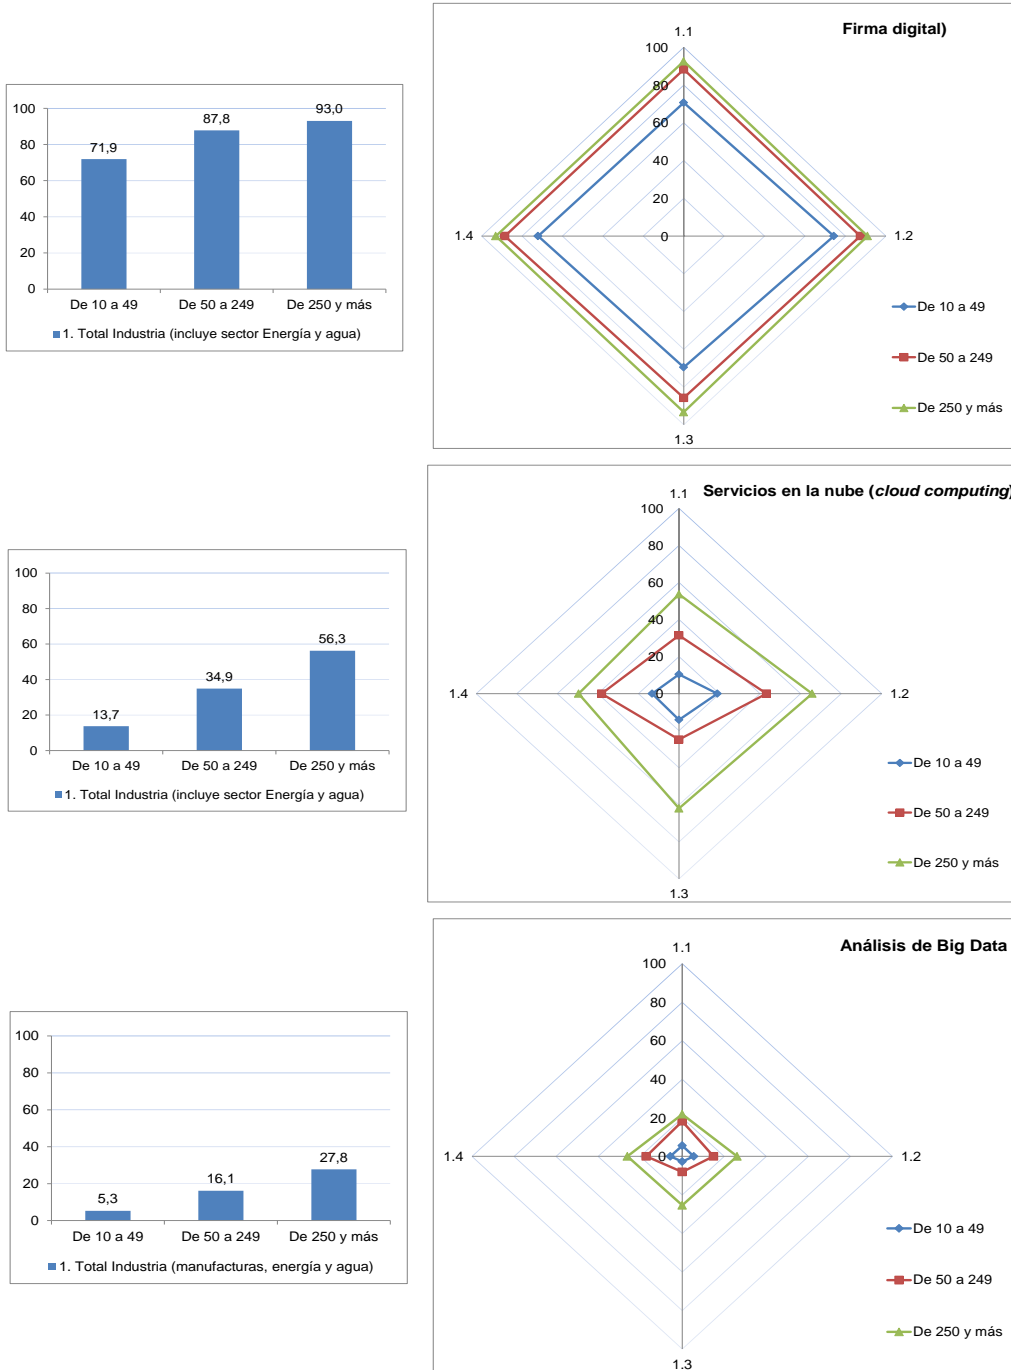 100
80
60
40
20
0
71,9
87,8
93,0
De 10 a 49
De 50 a 249
De 250 y más
1. Total Industria (incluye sector Energía y agua)
Firma digital)
1.1
100
80
60
40
20
0
1.4
1.2
1.3
De 10 a 49
De 50 a 249
De 250 y más
100
80
60
40
20
0
13,7
34,9
56,3
De 10 a 49
De 50 a 249
De 250 y más
1. Total Industria (incluye sector Energía y agua)
Servicios en la nube (cloud computing)
1.1
100
80
60
40
20
0
1.4
1.2
1.3
De 10 a 49
De 50 a 249
De 250 y más
100
80
60
40
20
0
5,3
16,1
27,8
De 10 a 49
De 50 a 249
De 250 y más
1. Total Industria (manufacturas, energía y agua)
Análisis de Big Data
1.1
100
80
60
40
20
0
1.4
1.2
1.3
De 10 a 49
De 50 a 249
De 250 y más